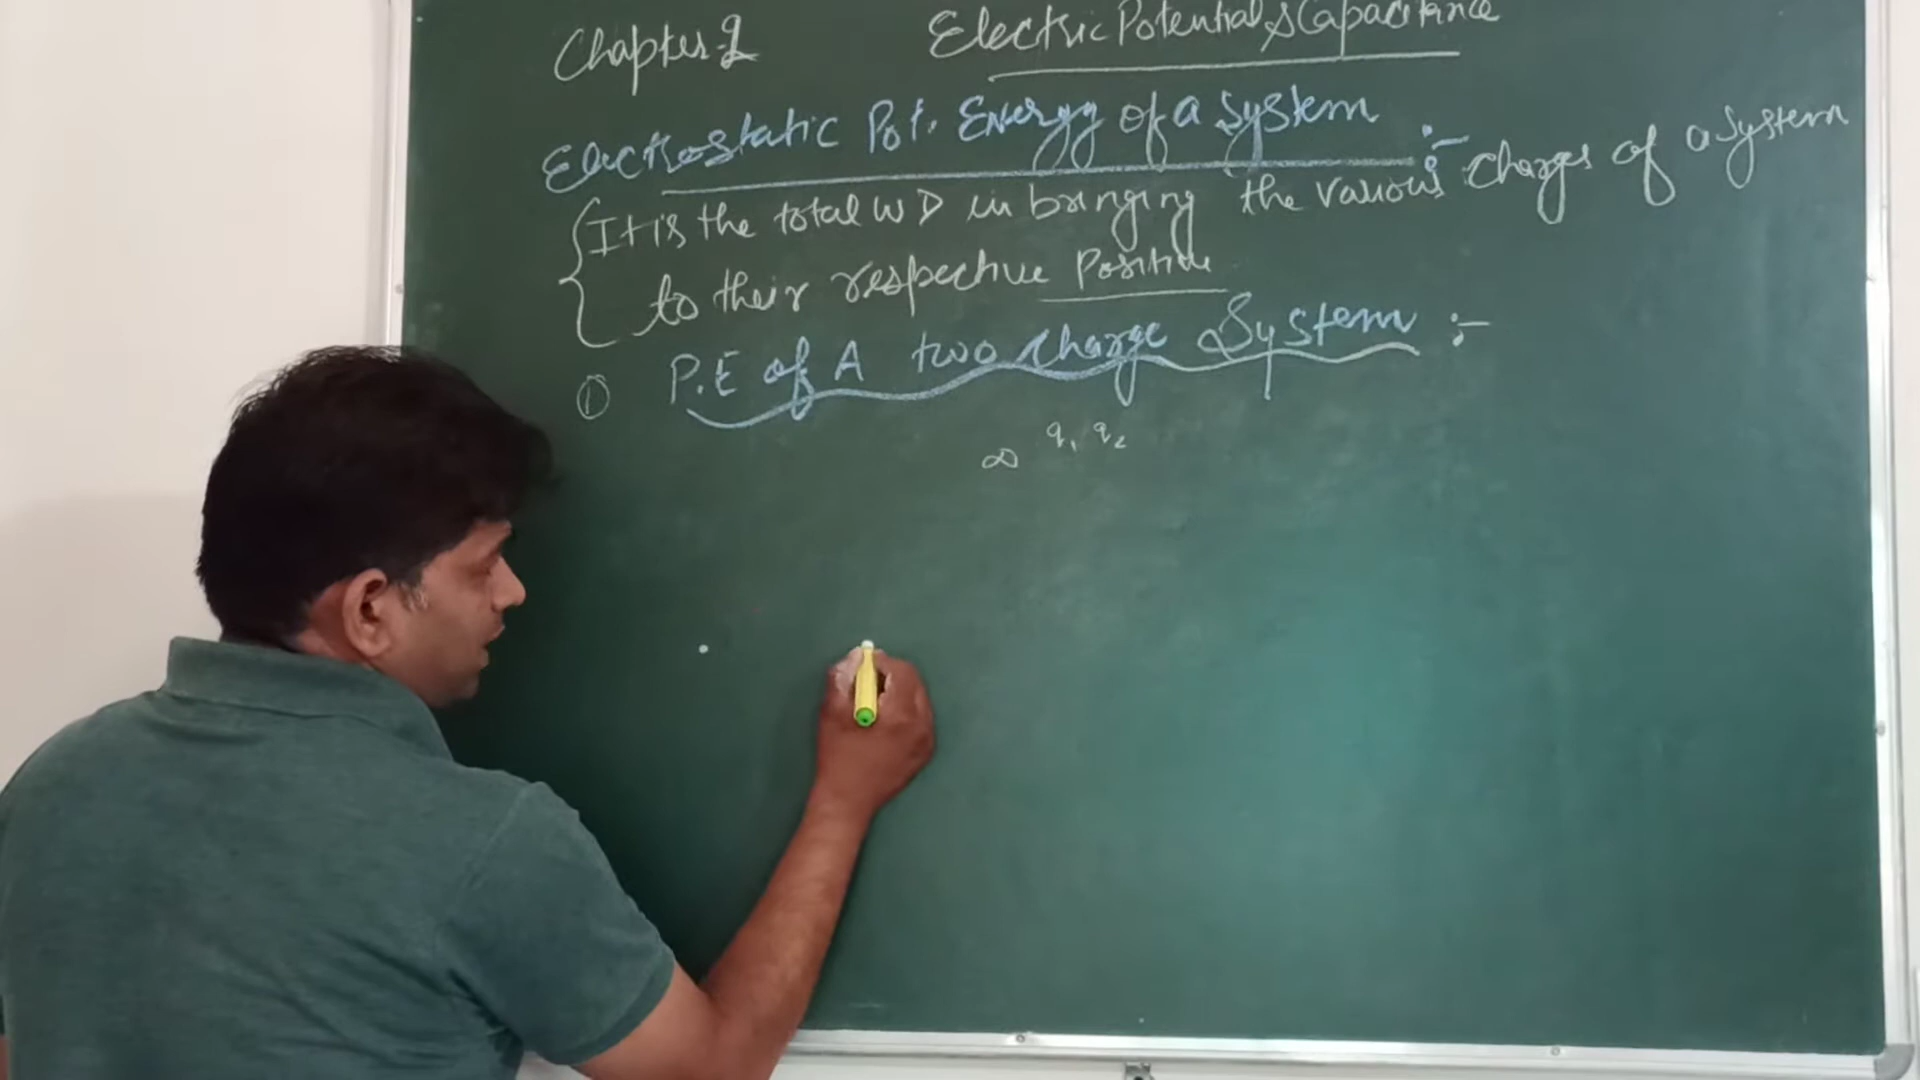 Chapter-2 Electric Potential & Capacitance
Electrostatic Pot. Energy of a System :-
It is the total WD in bringing the various charges of a System
to their respective Position
① P.E of A two charge System :-
∞ q₁ q₂